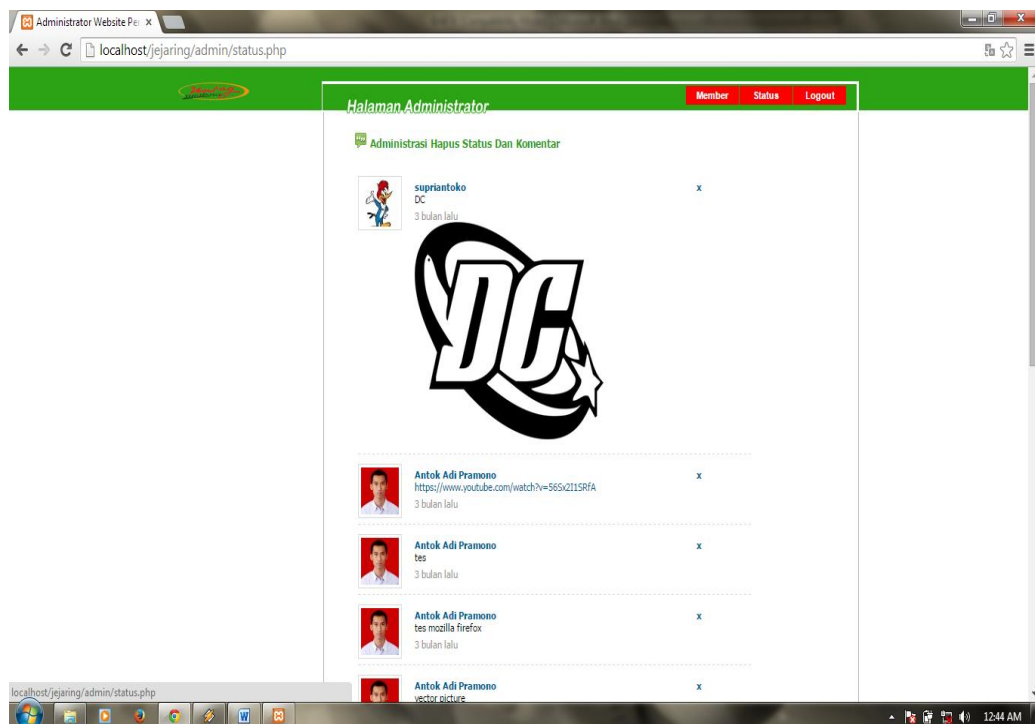 Administrator Website Per
localhost/jejaring/admin/status.php
Halaman Administrator
Member Status Logout
Administrasi Hapus Status Dan Komentar
supriantoko x
DC
3 bulan lalu
DC
Antok Adi Pramono x
https://www.youtube.com/watch?v=56Sx2I1SRfA
3 bulan lalu
Antok Adi Pramono x
tes
3 bulan lalu
Antok Adi Pramono x
tes mozilla firefox
3 bulan lalu
Antok Adi Pramono x
vector picture
localhost/jejaring/admin/status.php
12:44 AM